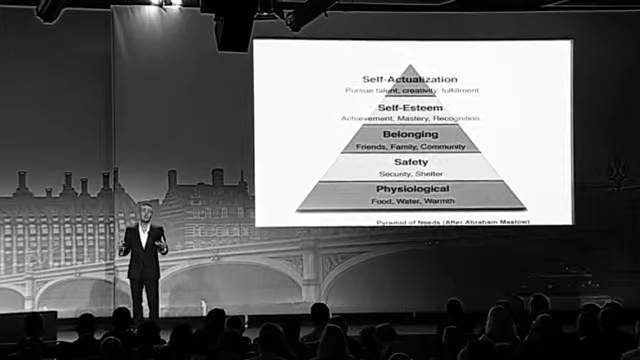 Self-Actualization
Pursue talent, creativity, fulfillment
Self-Esteem
Achievement, Mastery, Recognition
Belonging
Friends, Family, Community
Safety
Security, Shelter
Physiological
Food, Water, Warmth
Pyramid of Needs (After Abraham Maslow)